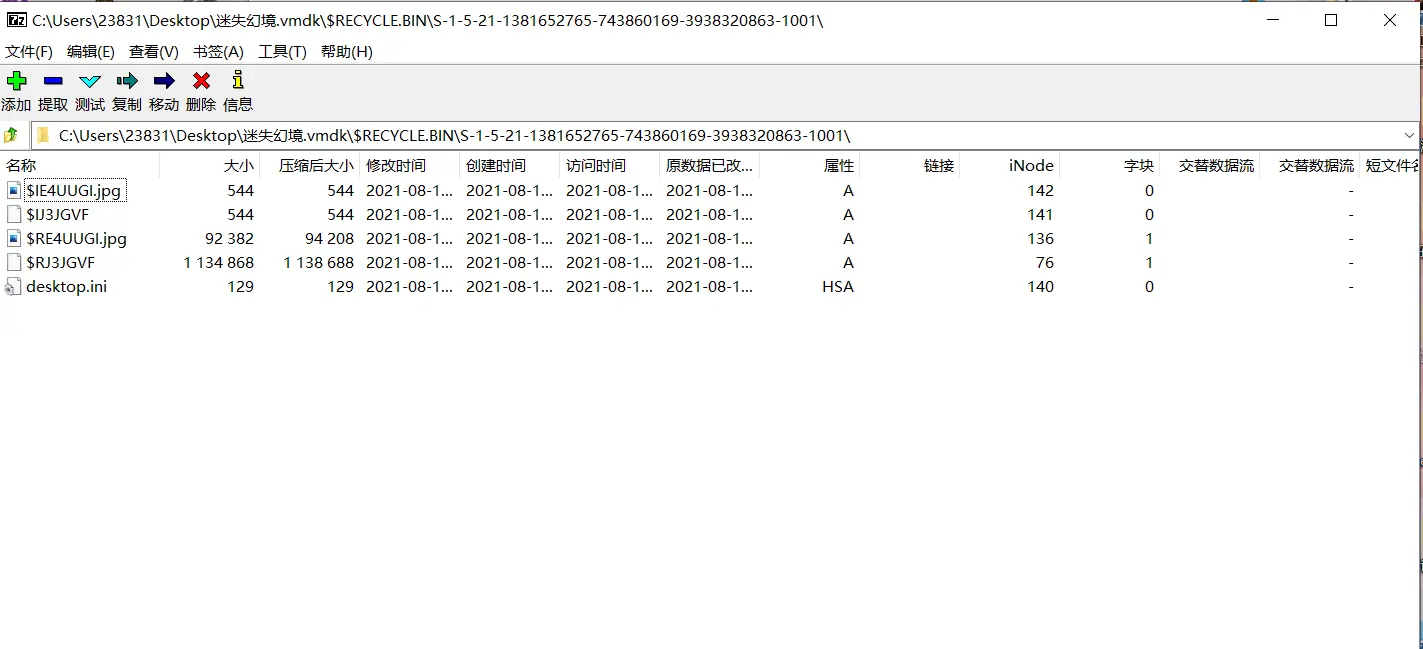 C:\Users\23831\Desktop\迷失幻境.vmdk\$RECYCLE.BIN\S-1-5-21-1381652765-743860169-3938320863-1001\
文件(F) 编辑(E) 查看(V) 书签(A) 工具(T) 帮助(H)
添加 提取 测试 复制 移动 删除 信息
C:\Users\23831\Desktop\迷失幻境.vmdk\$RECYCLE.BIN\S-1-5-21-1381652765-743860169-3938320863-1001\
名称 大小 压缩后大小 修改时间 创建时间 访问时间 原数据已改... 属性 链接 iNode 字块 交替数据流 交替数据流 短文件名
$IE4UUGI.jpg 544 544 2021-08-1... 2021-08-1... 2021-08-1... 2021-08-1... A 142 0 -
$IJ3JGVF 544 544 2021-08-1... 2021-08-1... 2021-08-1... 2021-08-1... A 141 0 -
$RE4UUGI.jpg 92 382 94 208 2021-08-1... 2021-08-1... 2021-08-1... 2021-08-1... A 136 1 -
$RJ3JGVF 1 134 868 1 138 688 2021-08-1... 2021-08-1... 2021-08-1... 2021-08-1... A 76 1 -
desktop.ini 129 129 2021-08-1... 2021-08-1... 2021-08-1... 2021-08-1... HSA 140 0 -